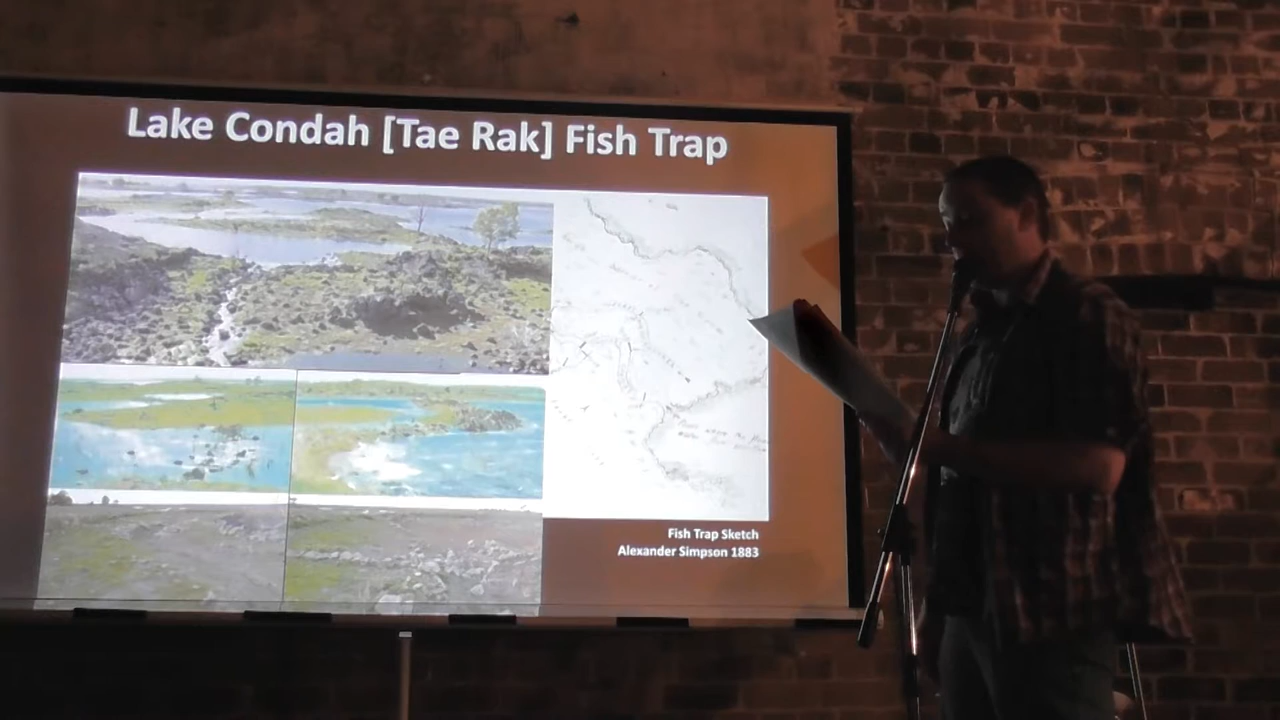 Lake Condah [Tae Rak] Fish Trap
Fish Trap Sketch
Alexander Simpson 1883